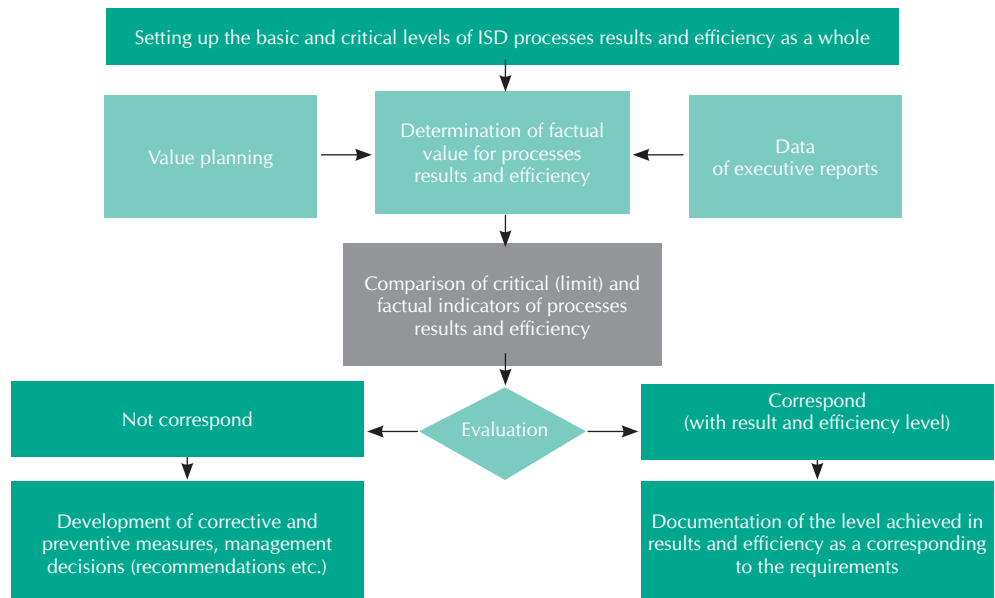 Setting up the basic and critical levels of ISD processes results and efficiency as a whole
Value planning
Determination of factual
value for processes
results and efficiency
Data
of executive reports
Comparison of critical (limit) and
factual indicators of processes
results and efficiency
Not correspond
Evaluation
Correspond
(with result and efficiency level)
Development of corrective and
preventive measures, management
decisions (recommendations etc.)
Documentation of the level achieved in
results and efficiency as a corresponding
to the requirements